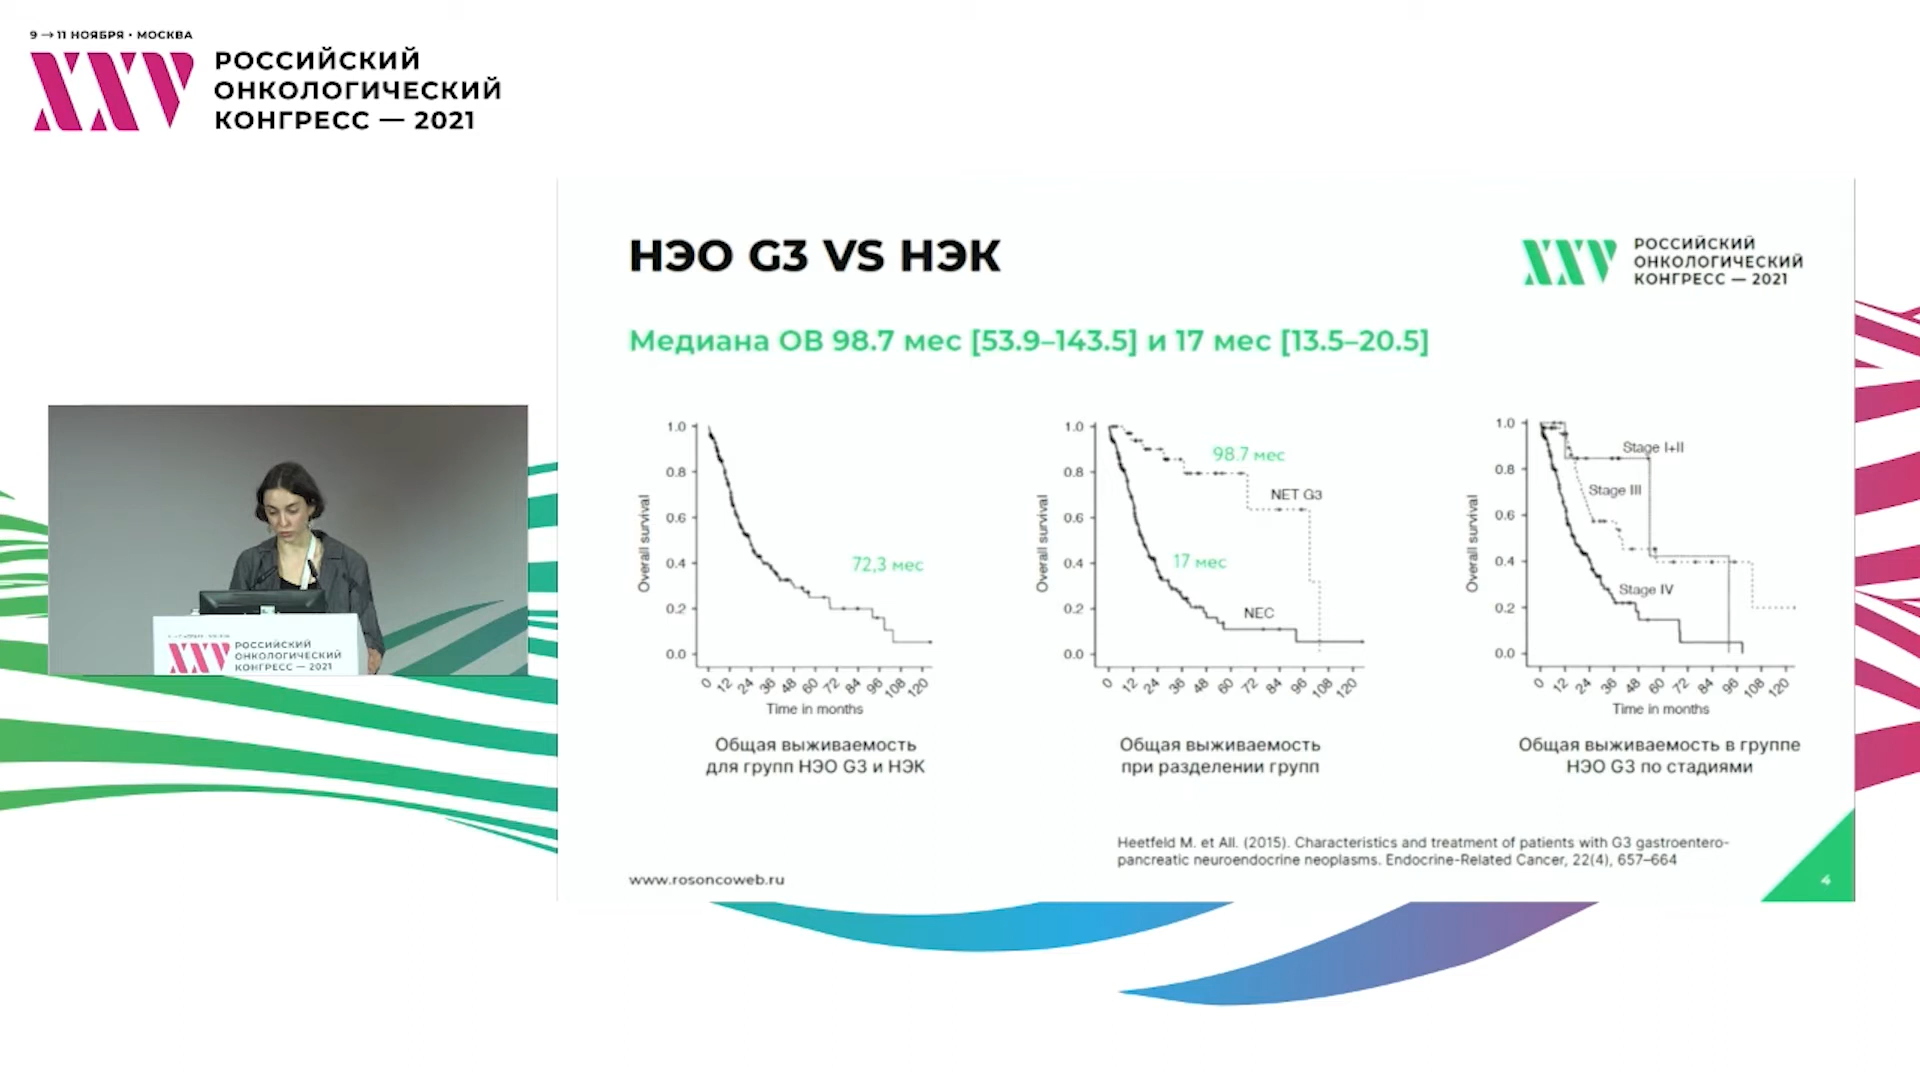 9 → 11 НОЯБРЯ • МОСКВА
XXV
РОССИЙСКИЙ
ОНКОЛОГИЧЕСКИЙ
КОНГРЕСС — 2021
НЭО G3 VS НЭК
XXV
РОССИЙСКИЙ
ОНКОЛОГИЧЕСКИЙ
КОНГРЕСС — 2021
Медиана ОВ 98.7 мес [53.9–143.5] и 17 мес [13.5–20.5]
Overall survival
1.0
0.8
0.6
0.4
0.2
0.0
72,3 мес
0 12 24 36 48 60 72 84 96 108 120
Time in months
Общая выживаемость
для групп НЭО G3 и НЭК
Overall survival
1.0
0.8
0.6
0.4
0.2
0.0
98.7 мес
NET G3
17 мес
NEC
0 12 24 36 48 60 72 84 96 108 120
Time in months
Общая выживаемость
при разделении групп
Overall survival
1.0
0.8
0.6
0.4
0.2
0.0
Stage I+II
Stage III
Stage IV
0 12 24 36 48 60 72 84 96 108 120
Time in months
Общая выживаемость в группе
НЭО G3 по стадиями
Heetfeld M. et All. (2015). Characteristics and treatment of patients with G3 gastroentero-
pancreatic neuroendocrine neoplasms. Endocrine-Related Cancer, 22(4), 657–664
www.rosoncoweb.ru
4
XXV
РОССИЙСКИЙ
ОНКОЛОГИЧЕСКИЙ
КОНГРЕСС — 2021